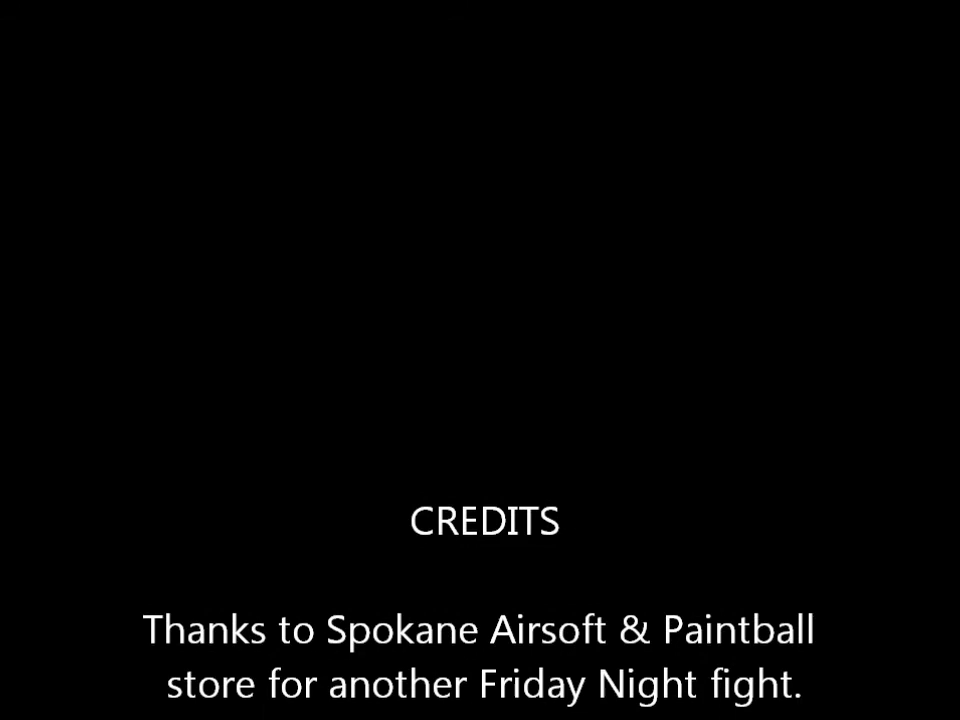 CREDITS
Thanks to Spokane Airsoft & Paintball
store for another Friday Night fight.